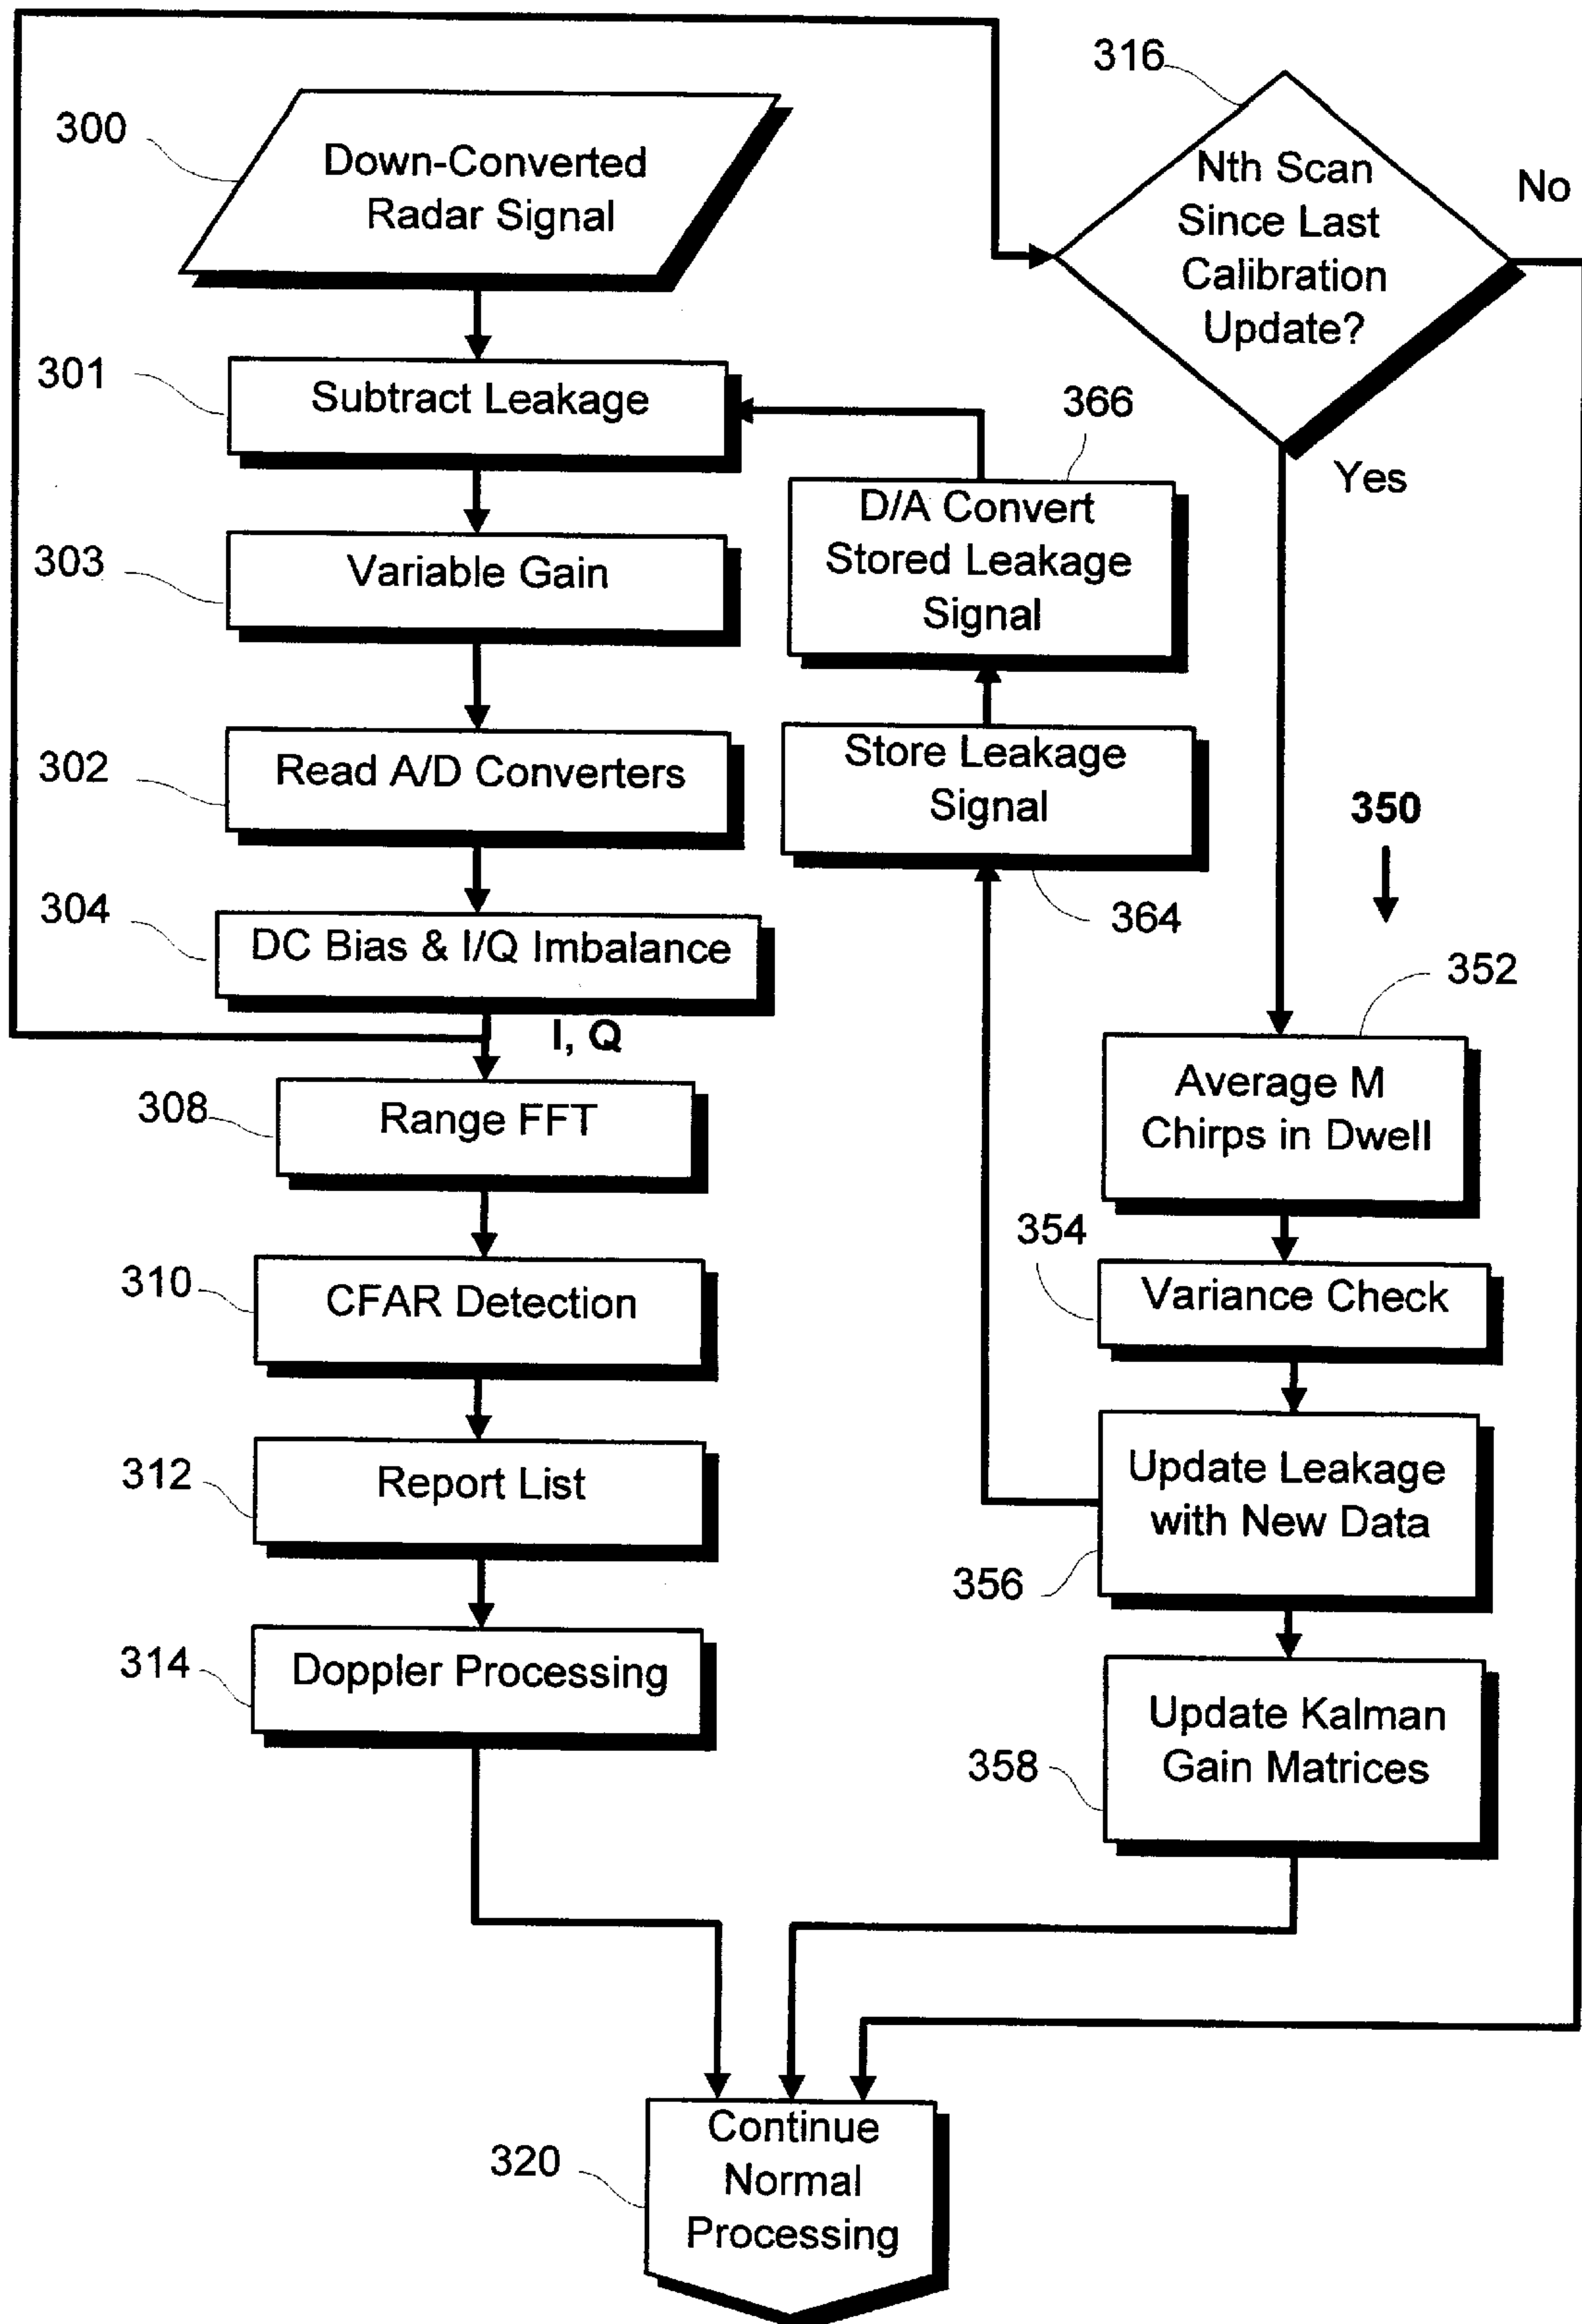 300
Down-Converted
Radar Signal
301
Subtract Leakage
303
Variable Gain
302
Read A/D Converters
304
DC Bias & I/Q Imbalance
I, Q
308
Range FFT
310
CFAR Detection
312
Report List
314
Doppler Processing
366
D/A Convert
Stored Leakage
Signal
Store Leakage
Signal
364
316
Nth Scan
Since Last
Calibration
Update?
No
Yes
350
352
Average M
Chirps in Dwell
354
Variance Check
Update Leakage
with New Data
356
Update Kalman
Gain Matrices
358
320
Continue
Normal
Processing